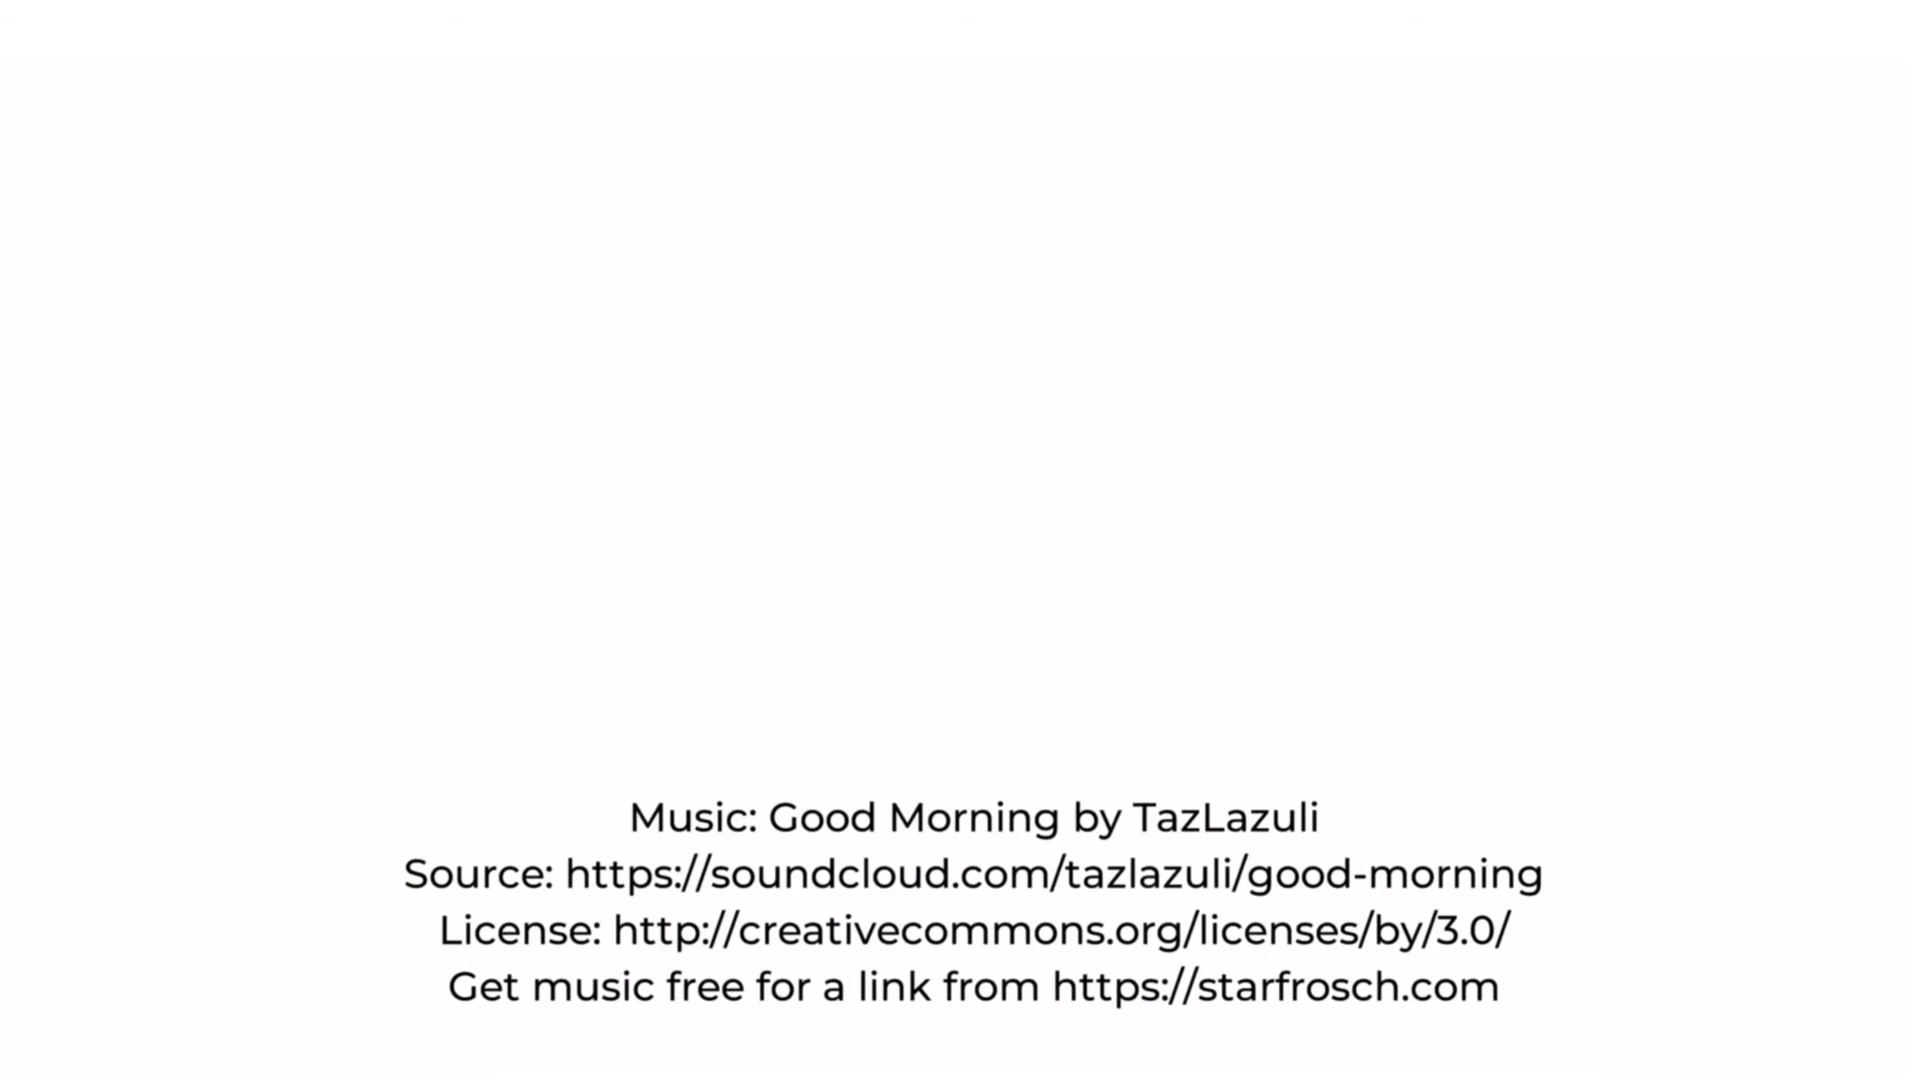 Music: Good Morning by TazLazuli
Source: https://soundcloud.com/tazlazuli/good-morning
License: http://creativecommons.org/licenses/by/3.0/
Get music free for a link from https://starfrosch.com